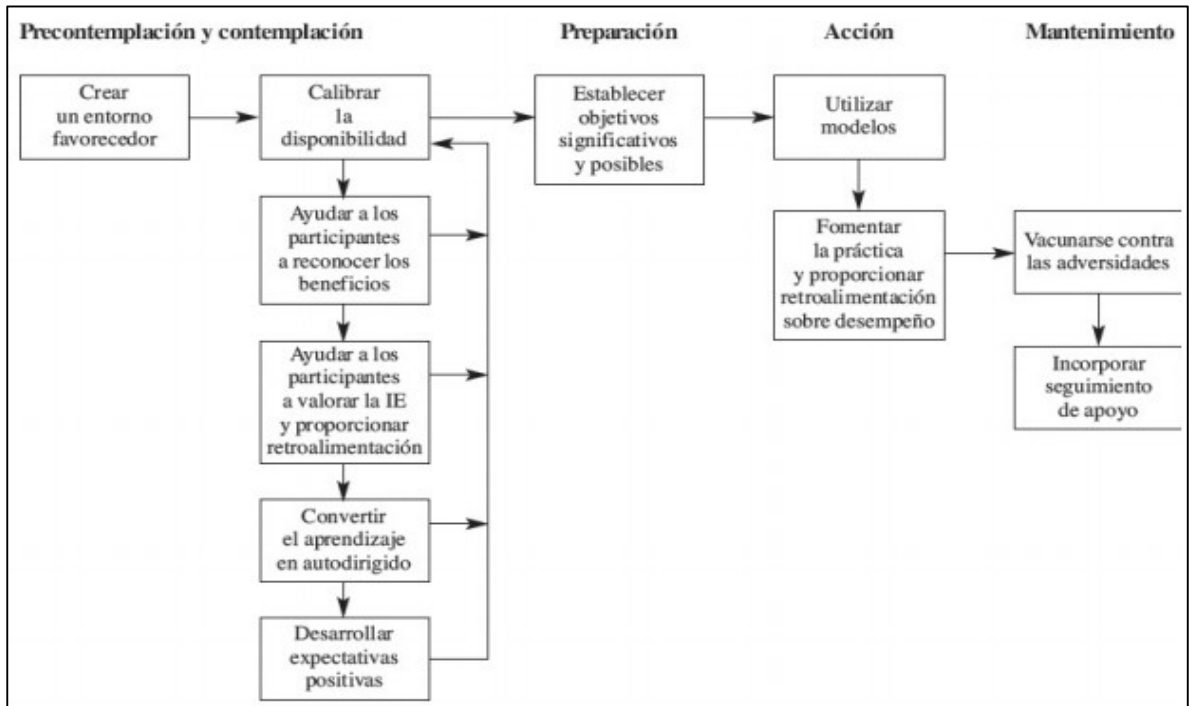 Precontemplación y contemplación
Preparación
Acción
Mantenimiento
Crear
un entorno
favorecedor
Calibrar
la
disponibilidad
Ayudar a los
participantes
a reconocer los
beneficios
Ayudar a los
participantes
a valorar la IE
y proporcionar
retroalimentación
Convertir
el aprendizaje
en autodirigido
Desarrollar
expectativas
positivas
Establecer
objetivos
significativos
y posibles
Utilizar
modelos
Fomentar
la práctica
y proporcionar
retroalimentación
sobre desempeño
Vacunarse contra
las adversidades
Incorporar
seguimiento
de apoyo